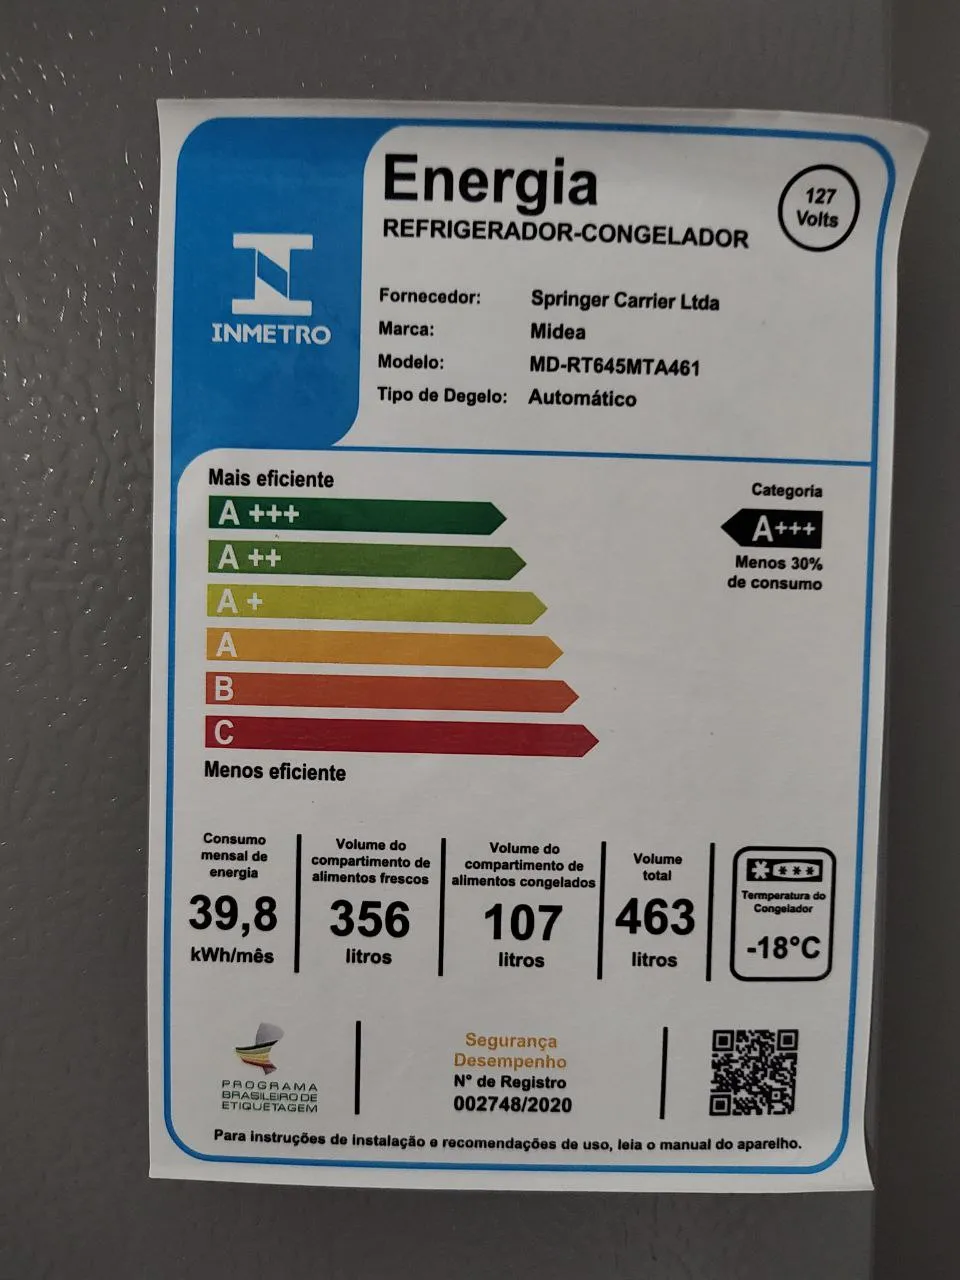 Energia
REFRIGERADOR-CONGELADOR
127
Volts
INMETRO
Fornecedor: Springer Carrier Ltda
Marca: Midea
Modelo: MD-RT645MTA461
Tipo de Degelo: Automático
Mais eficiente
A +++
A ++
A +
A
B
C
Menos eficiente
Categoria
A+++
Menos 30%
de consumo
Consumo
mensal de
energia
39,8
kWh/mês
Volume do
compartimento de
alimentos frescos
356
litros
Volume do
compartimento de
alimentos congelados
107
litros
Volume
total
463
litros
Termperatura do
Congelador
-18°C
PROGRAMA
BRASILEIRO DE
ETIQUETAGEM
Segurança
Desempenho
N° de Registro
002748/2020
Para instruções de instalação e recomendações de uso, leia o manual do aparelho.